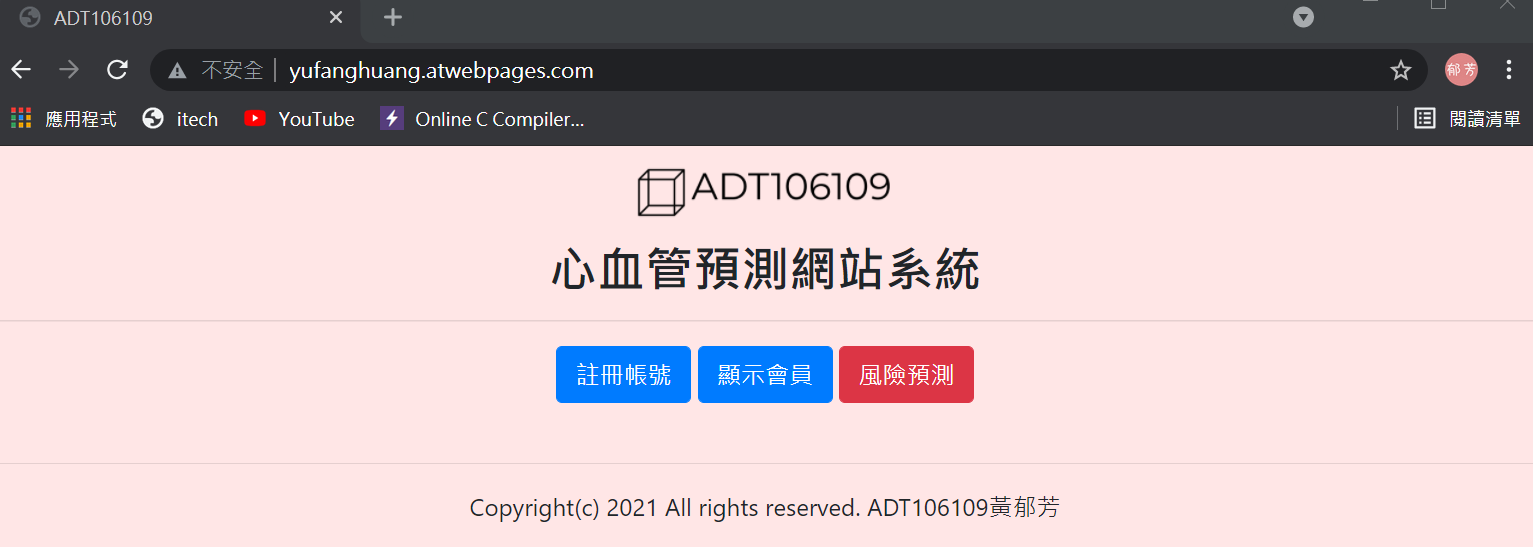 ADT106109
不安全 yufanghuang.atwebpages.com 郁芳
應用程式 itech YouTube Online C Compiler... 閱讀清單
ADT106109
心血管預測網站系統
註冊帳號 顯示會員 風險預測
Copyright(c) 2021 All rights reserved. ADT106109黃郁芳